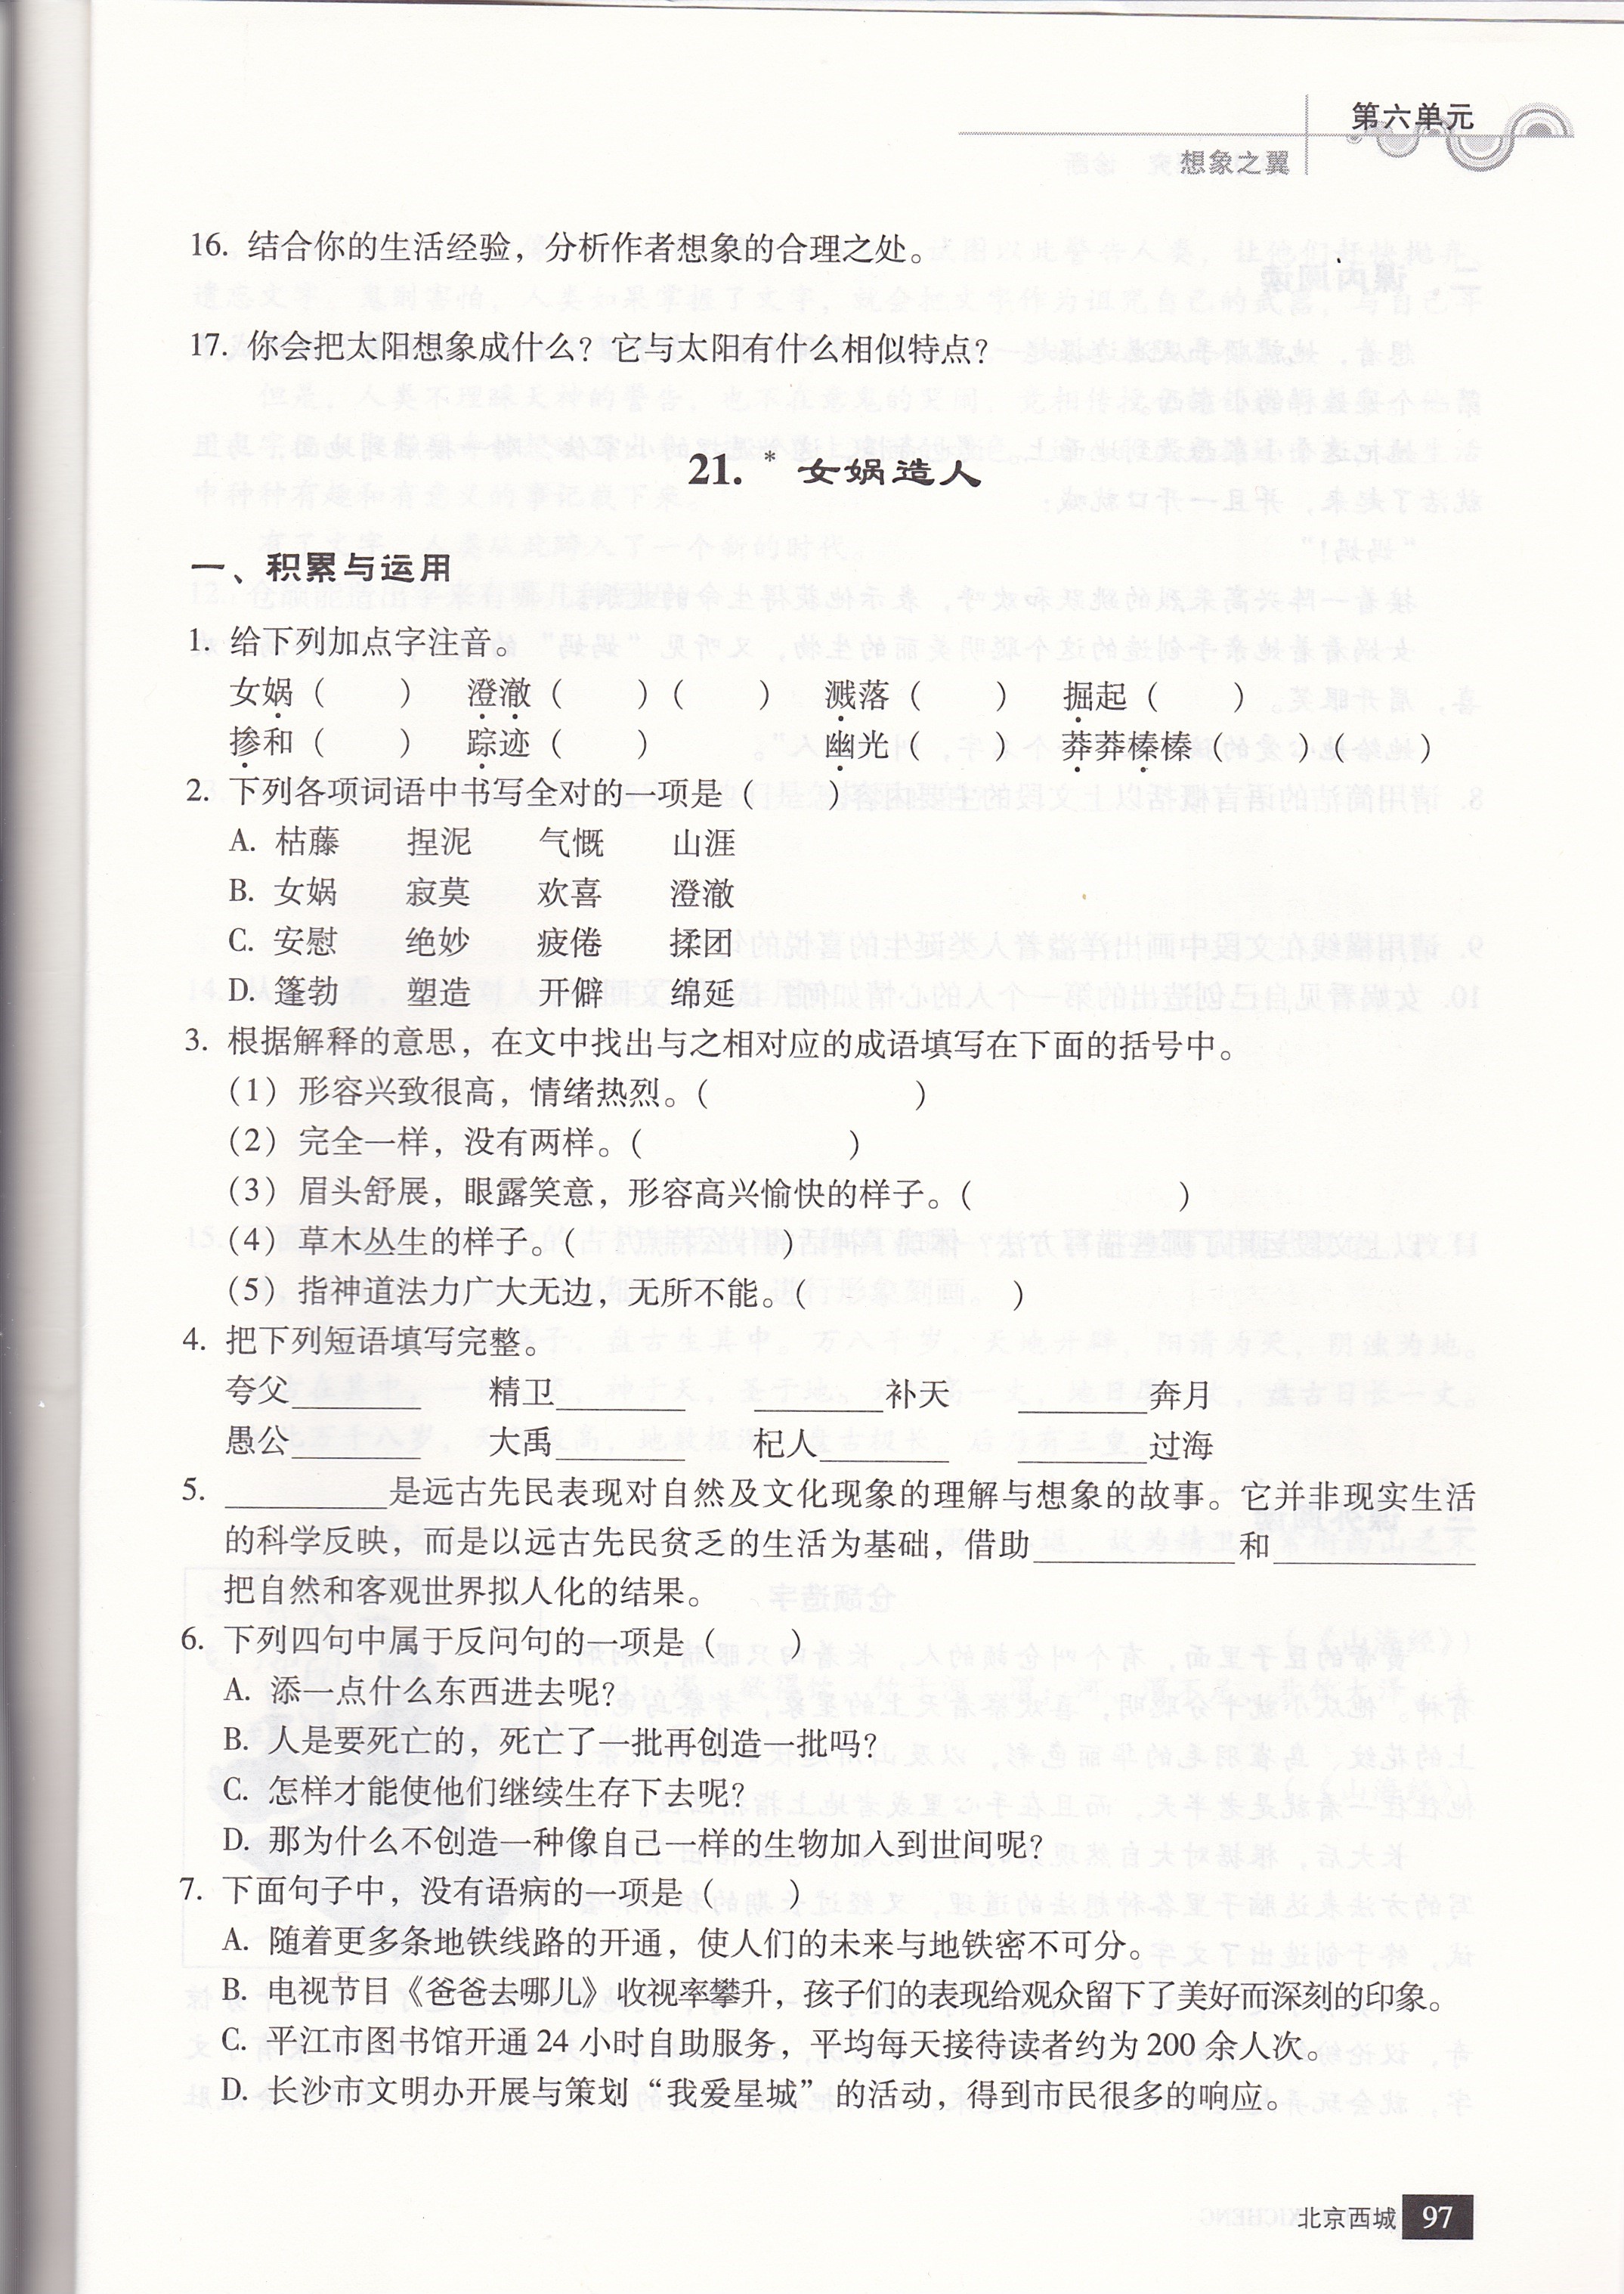 第六单元
想象之翼
16. 结合你的生活经验，分析作者想象的合理之处。
17. 你会把太阳想象成什么？它与太阳有什么相似特点？
21. * 女娲造人
一、积累与运用
1. 给下列加点字注音。
女娲（　　） 澄澈（　　）（　　） 溅落（　　） 掘起（　　）
掺和（　　） 踪迹（　　） 幽光（　　） 莽莽榛榛（　　）（　　）
2. 下列各项词语中书写全对的一项是（　　）
A. 枯藤 捏泥 气慨 山涯
B. 女娲 寂莫 欢喜 澄澈
C. 安慰 绝妙 疲倦 揉团
D. 篷勃 塑造 开僻 绵延
3. 根据解释的意思，在文中找出与之相对应的成语填写在下面的括号中。
（1）形容兴致很高，情绪热烈。（　　）
（2）完全一样，没有两样。（　　）
（3）眉头舒展，眼露笑意，形容高兴愉快的样子。（　　）
（4）草木丛生的样子。（　　）
（5）指神道法力广大无边，无所不能。（　　）
4. 把下列短语填写完整。
夸父________ 精卫________ ________补天 ________奔月
愚公________ 大禹________ 杞人________ ________过海
5. __________是远古先民表现对自然及文化现象的理解与想象的故事。它并非现实生活
的科学反映，而是以远古先民贫乏的生活为基础，借助____________和____________
把自然和客观世界拟人化的结果。
6. 下列四句中属于反问句的一项是（　　）
A. 添一点什么东西进去呢？
B. 人是要死亡的，死亡了一批再创造一批吗？
C. 怎样才能使他们继续生存下去呢？
D. 那为什么不创造一种像自己一样的生物加入到世间呢？
7. 下面句子中，没有语病的一项是（　　）
A. 随着更多条地铁线路的开通，使人们的未来与地铁密不可分。
B. 电视节目《爸爸去哪儿》收视率攀升，孩子们的表现给观众留下了美好而深刻的印象。
C. 平江市图书馆开通 24 小时自助服务，平均每天接待读者约为 200 余人次。
D. 长沙市文明办开展与策划“我爱星城”的活动，得到市民很多的响应。
北京西城 97